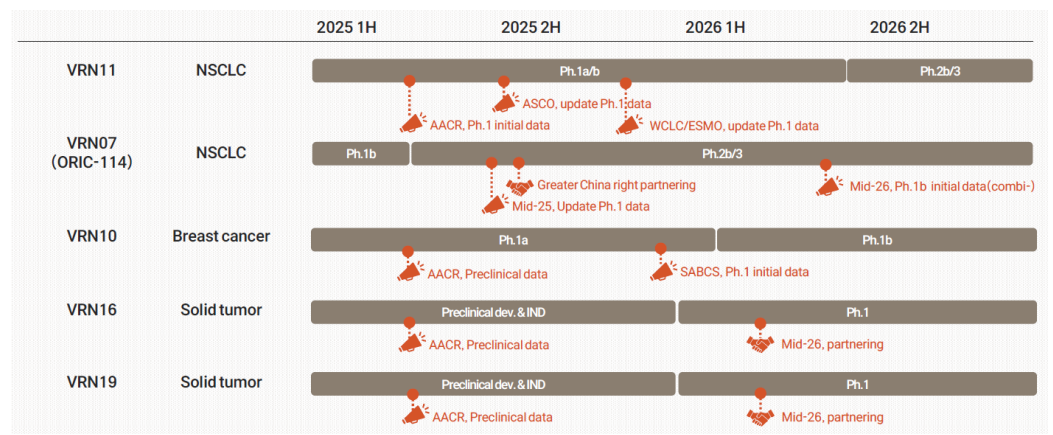 2025 1H 2025 2H 2026 1H 2026 2H
VRN11 NSCLC Ph.1a/b Ph.2b/3
ASCO, update Ph.1 data
AACR, Ph.1 initial data WCLC/ESMO, update Ph.1 data
VRN07
(ORIC-114) NSCLC Ph.1b Ph.2b/3
Greater China right partnering Mid-26, Ph.1b initial data(combi-)
Mid-25, Update Ph.1 data
VRN10 Breast cancer Ph.1a Ph.1b
AACR, Preclinical data SABCS, Ph.1 initial data
VRN16 Solid tumor Preclinical dev. & IND Ph.1
AACR, Preclinical data Mid-26, partnering
VRN19 Solid tumor Preclinical dev. & IND Ph.1
AACR, Preclinical data Mid-26, partnering